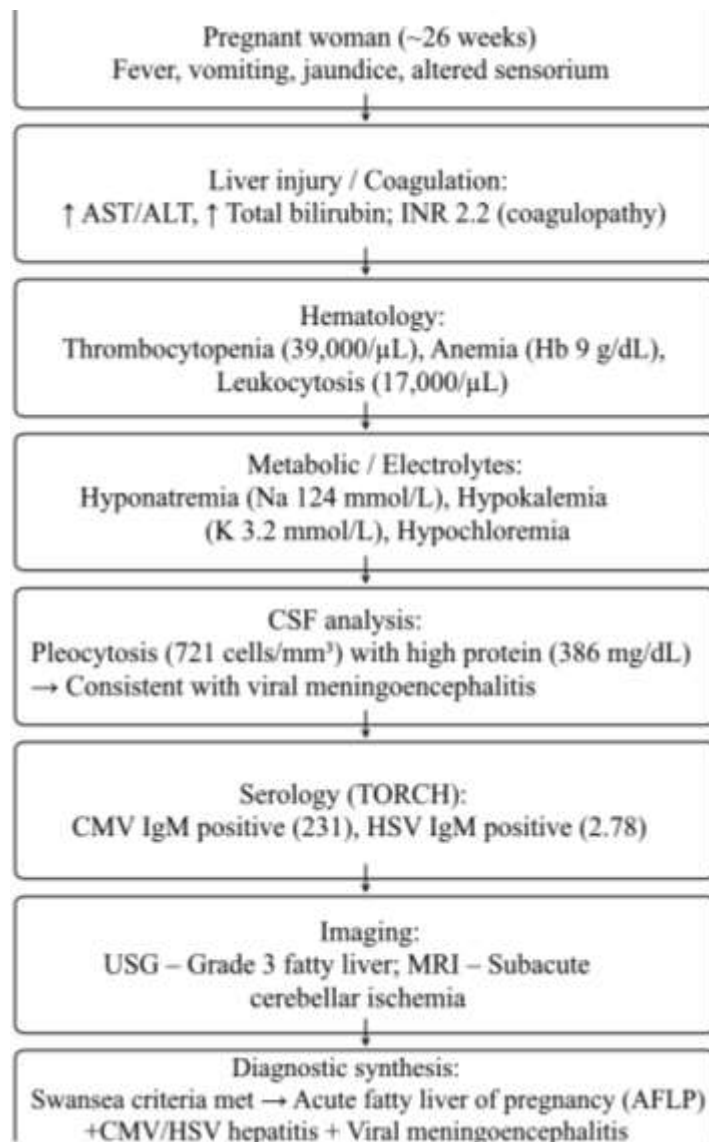 Pregnant woman (~26 weeks)
Fever, vomiting, jaundice, altered sensorium
Liver injury / Coagulation:
↑ AST/ALT, ↑ Total bilirubin; INR 2.2 (coagulopathy)
Hematology:
Thrombocytopenia (39,000/µL), Anemia (Hb 9 g/dL),
Leukocytosis (17,000/µL)
Metabolic / Electrolytes:
Hyponatremia (Na 124 mmol/L), Hypokalemia
(K 3.2 mmol/L), Hypochloremia
CSF analysis:
Pleocytosis (721 cells/mm³) with high protein (386 mg/dL)
→ Consistent with viral meningoencephalitis
Serology (TORCH):
CMV IgM positive (231), HSV IgM positive (2.78)
Imaging:
USG – Grade 3 fatty liver; MRI – Subacute
cerebellar ischemia
Diagnostic synthesis:
Swansea criteria met → Acute fatty liver of pregnancy (AFLP)
+CMV/HSV hepatitis + Viral meningoencephalitis